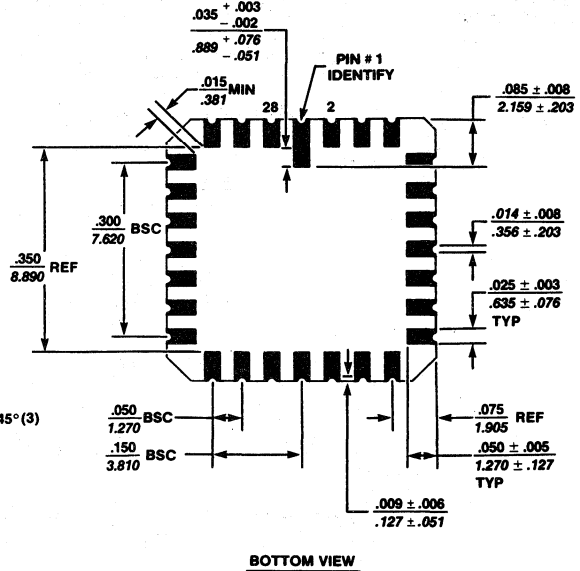 .035 + .003
- .002
.889 + .076
- .051
PIN # 1
IDENTIFY
.015 MIN
.381
28
2
.085 ± .008
2.159 ± .203
.300 BSC
7.620
.014 ± .008
.356 ± .203
.350 REF
8.890
.025 ± .003
.635 ± .076
TYP
45°(3)
.050 BSC
1.270
.075 REF
1.905
.150 BSC
3.810
.050 ± .005
1.270 ± .127
TYP
.009 ± .006
.127 ± .051
BOTTOM VIEW